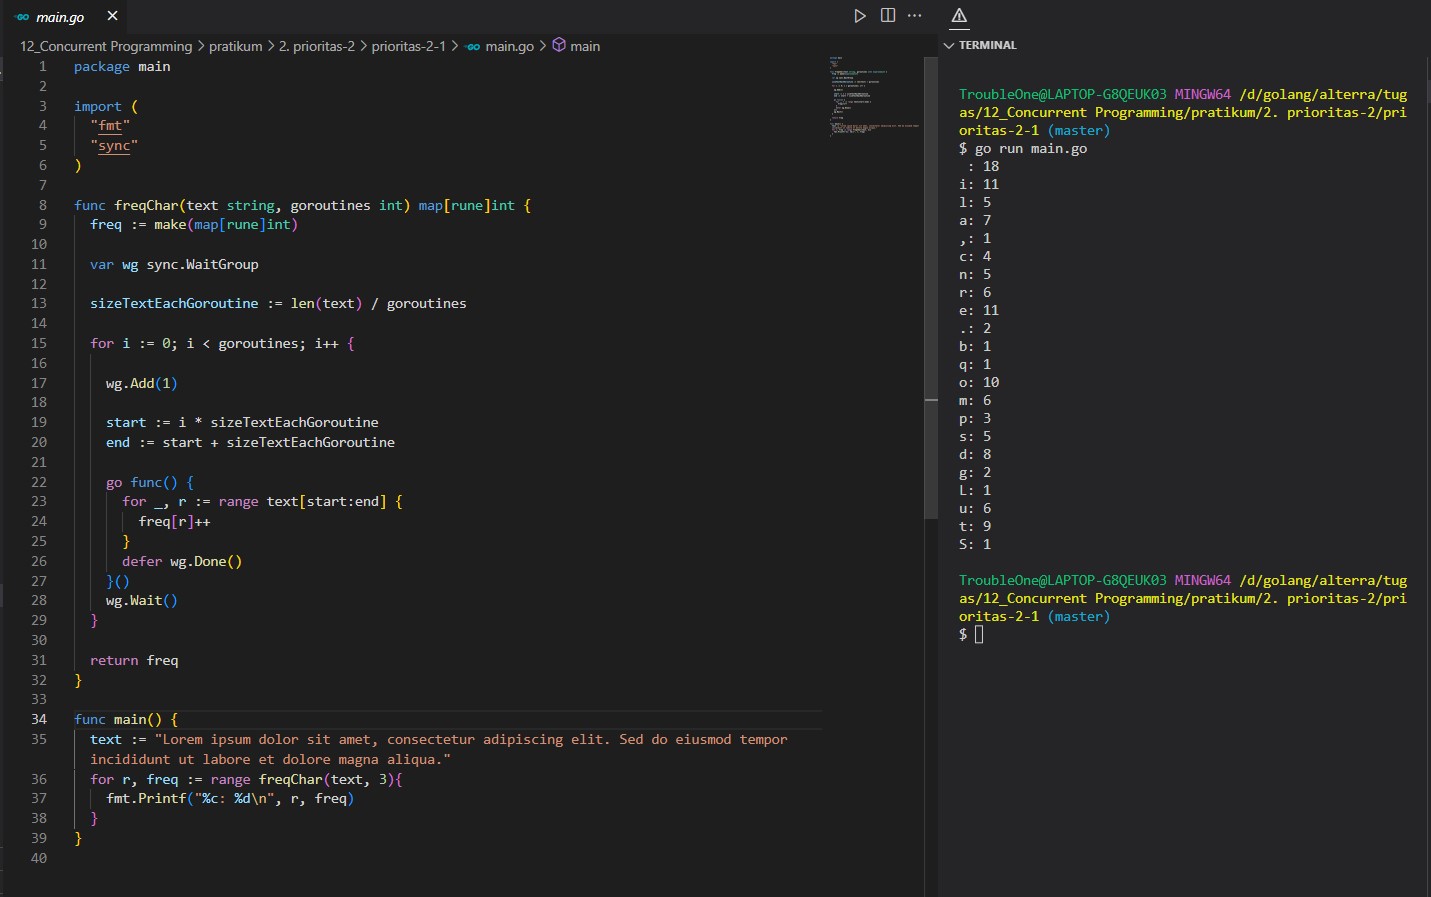 main.go
12_Concurrent Programming > pratikum > 2. prioritas-2 > prioritas-2-1 > main.go > main
1 package main
2
3 import (
4 "fmt"
5 "sync"
6 )
7
8 func freqChar(text string, goroutines int) map[rune]int {
9 freq := make(map[rune]int)
10
11 var wg sync.WaitGroup
12
13 sizeTextEachGoroutine := len(text) / goroutines
14
15 for i := 0; i < goroutines; i++ {
16
17 wg.Add(1)
18
19 start := i * sizeTextEachGoroutine
20 end := start + sizeTextEachGoroutine
21
22 go func() {
23 for _, r := range text[start:end] {
24 freq[r]++
25 }
26 defer wg.Done()
27 }()
28 wg.Wait()
29 }
30
31 return freq
32 }
33
34 func main() {
35 text := "Lorem ipsum dolor sit amet, consectetur adipiscing elit. Sed do eiusmod tempor
incididunt ut labore et dolore magna aliqua."
36 for r, freq := range freqChar(text, 3){
37 fmt.Printf("%c: %d\n", r, freq)
38 }
39 }
40
TERMINAL
TroubleOne@LAPTOP-G8QEUK03 MINGW64 /d/golang/alterra/tug
as/12_Concurrent Programming/pratikum/2. prioritas-2/pri
oritas-2-1 (master)
$ go run main.go
 : 18
i: 11
l: 5
a: 7
,: 1
c: 4
n: 5
r: 6
e: 11
.: 2
b: 1
q: 1
o: 10
m: 6
p: 3
s: 5
d: 8
g: 2
L: 1
u: 6
t: 9
S: 1
TroubleOne@LAPTOP-G8QEUK03 MINGW64 /d/golang/alterra/tug
as/12_Concurrent Programming/pratikum/2. prioritas-2/pri
oritas-2-1 (master)
$